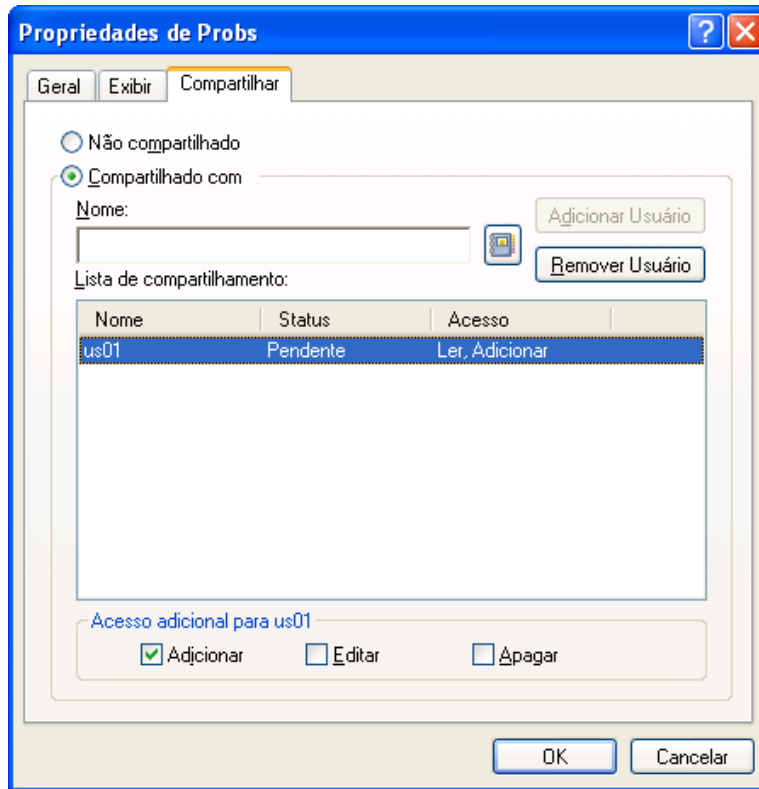 Propriedades de Probs
Geral Exibir Compartilhar
Não compartilhado
Compartilhado com
Nome:
Adicionar Usuário
Remover Usuário
Lista de compartilhamento:
Nome Status Acesso
us01 Pendente Ler, Adicionar
Acesso adicional para us01
Adicionar Editar Apagar
OK Cancelar